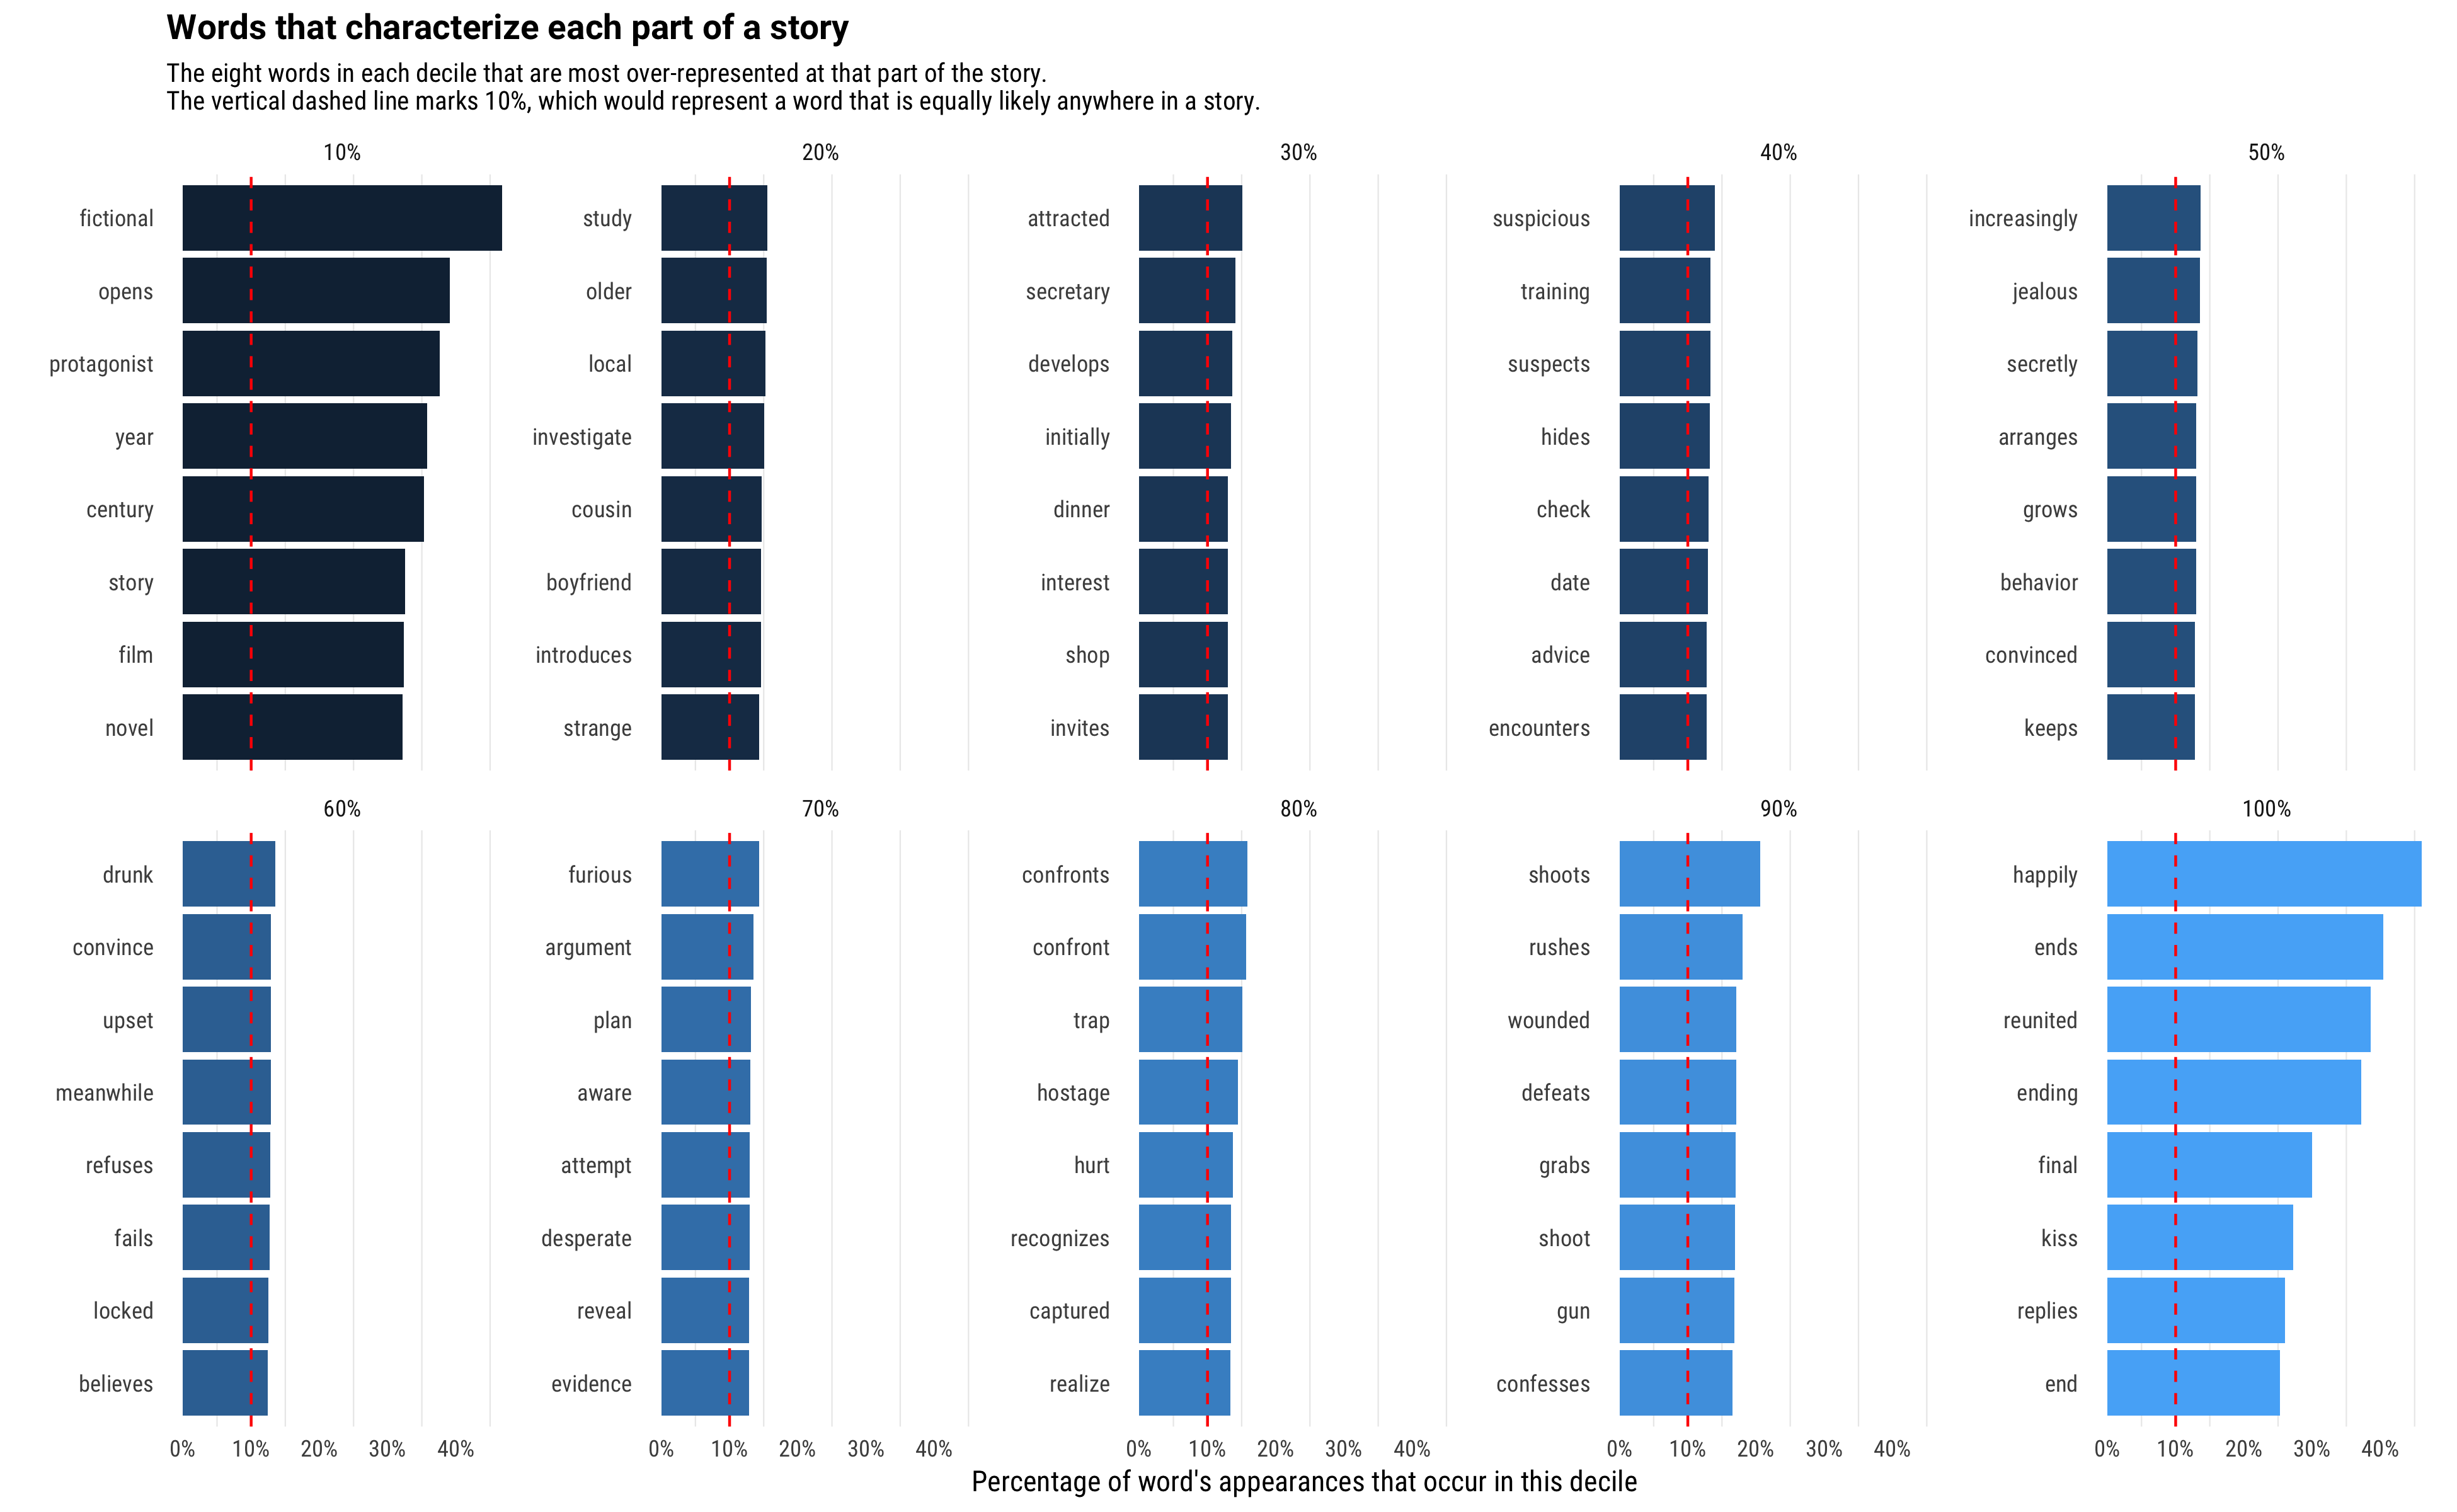 Words that characterize each part of a story
The eight words in each decile that are most over-represented at that part of the story.
The vertical dashed line marks 10%, which would represent a word that is equally likely anywhere in a story.
10%
fictional
opens
protagonist
year
century
story
film
novel
20%
study
older
local
investigate
cousin
boyfriend
introduces
strange
30%
attracted
secretary
develops
initially
dinner
interest
shop
invites
40%
suspicious
training
suspects
hides
check
date
advice
encounters
50%
increasingly
jealous
secretly
arranges
grows
behavior
convinced
keeps
60%
drunk
convince
upset
meanwhile
refuses
fails
locked
believes
0% 10% 20% 30% 40%
70%
furious
argument
plan
aware
attempt
desperate
reveal
evidence
0% 10% 20% 30% 40%
80%
confronts
confront
trap
hostage
hurt
recognizes
captured
realize
0% 10% 20% 30% 40%
90%
shoots
rushes
wounded
defeats
grabs
shoot
gun
confesses
0% 10% 20% 30% 40%
100%
happily
ends
reunited
ending
final
kiss
replies
end
0% 10% 20% 30% 40%
Percentage of word's appearances that occur in this decile